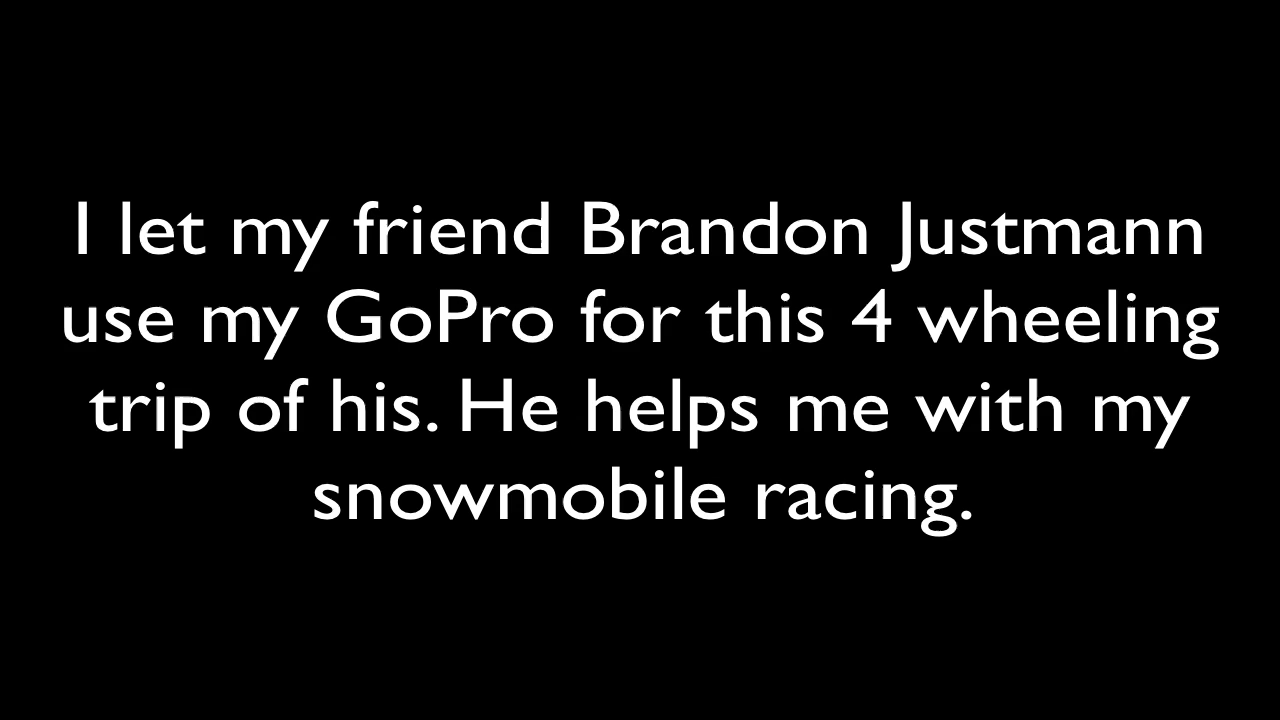 I let my friend Brandon Justmann
use my GoPro for this 4 wheeling
trip of his. He helps me with my
snowmobile racing.